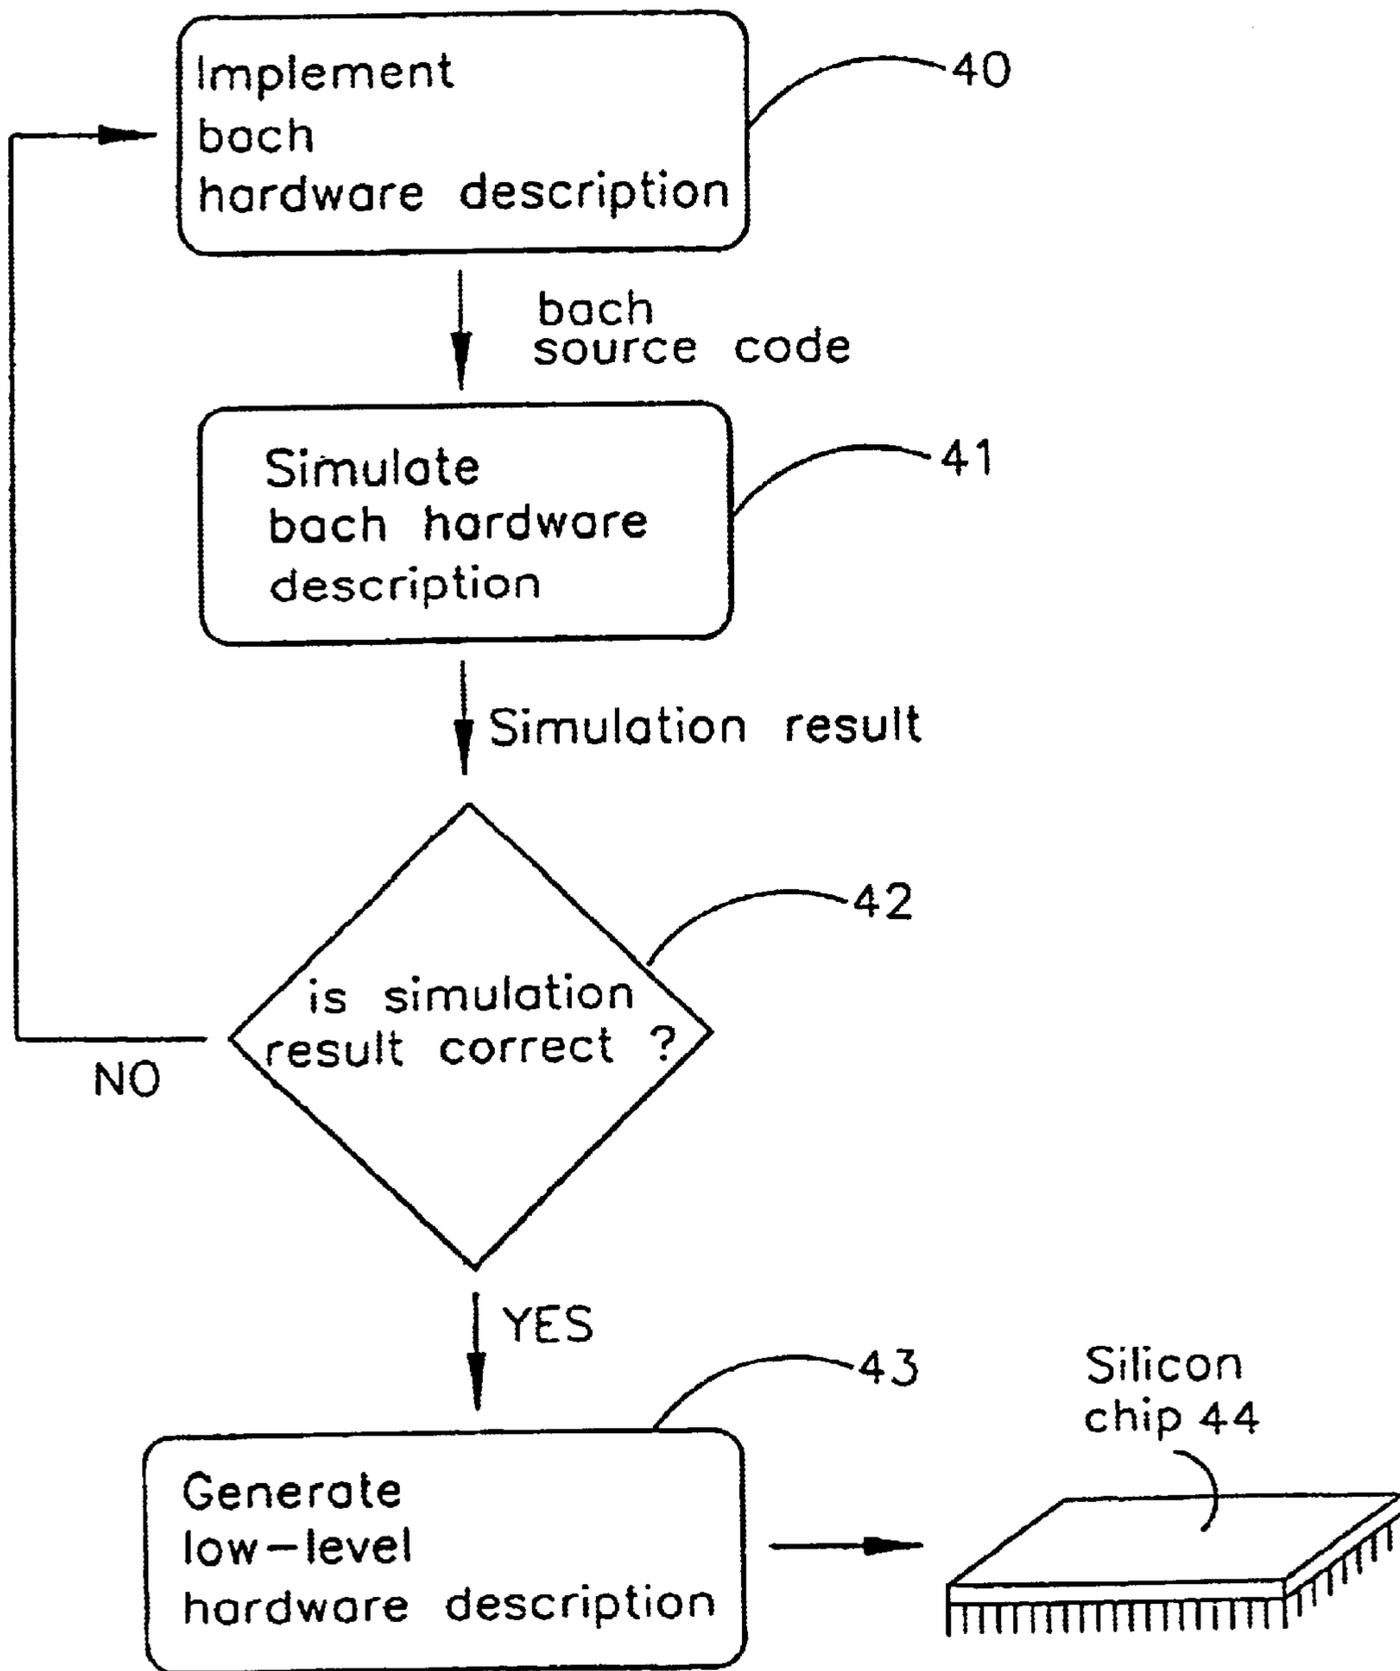 Implement
bach
hardware description
40
bach
source code
Simulate
bach hardware
description
41
Simulation result
42
is simulation
result correct ?
NO
YES
43
Generate
low-level
hardware description
Silicon
chip 44